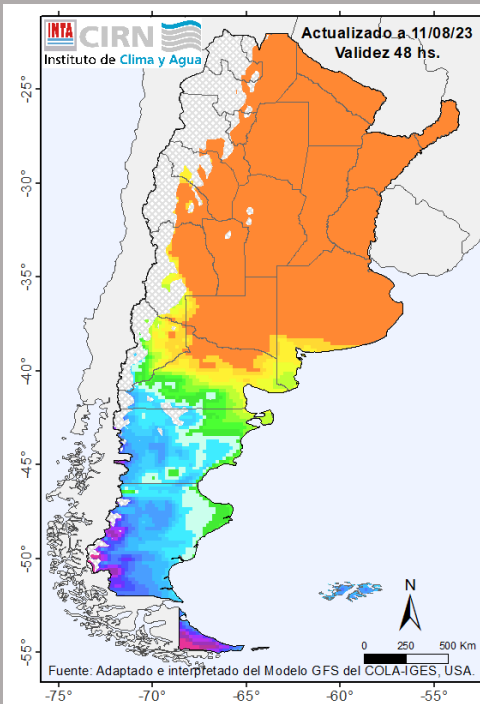 INTA CIRN
Instituto de Clima y Agua
Actualizado a 11/08/23
Validez 48 hs.
-25°
-30°
-35°
-40°
-45°
-50°
-55°
N
0 250 500 Km
Fuente: Adaptado e interpretado del Modelo GFS del COLA-IGES, USA.
-75° -70° -65° -60° -55°